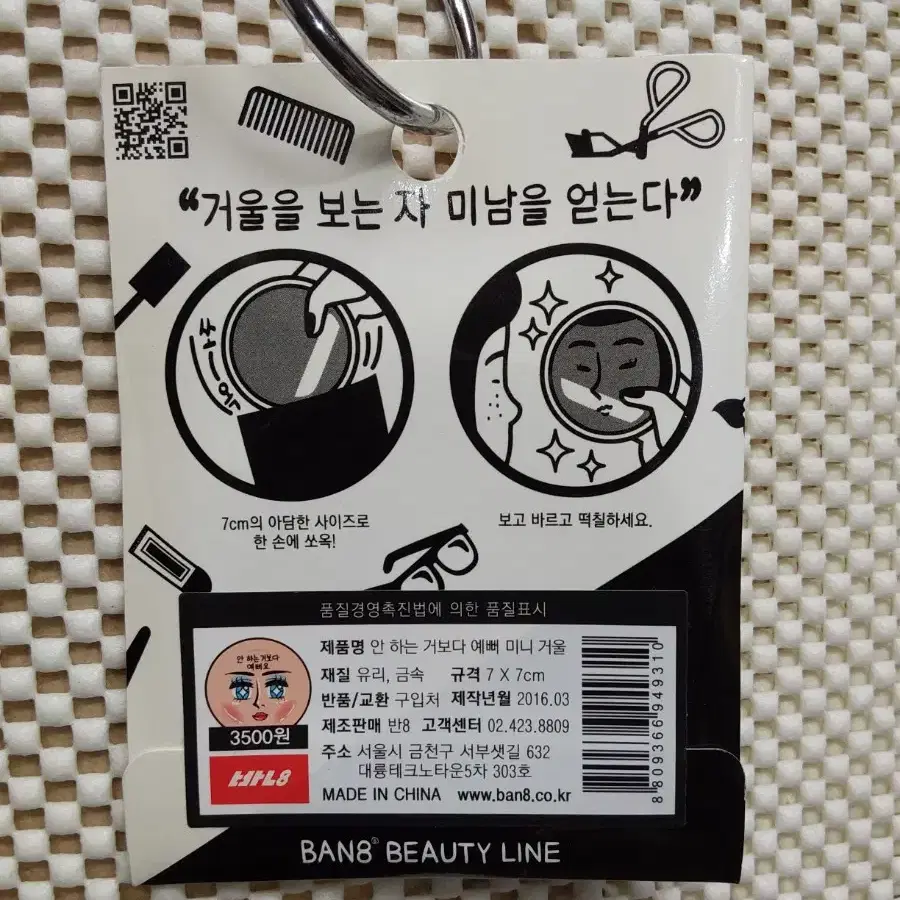 “거울을 보는 자 미남을 얻는다”
쏘
옥
7cm의 아담한 사이즈로
한 손에 쏘옥!
보고 바르고 떡칠하세요.
품질경영촉진법에 의한 품질표시
안 하는거보다
예뻐요
3500원
반8
제품명 안 하는 거보다 예뻐 미니 거울
재질 유리, 금속 규격 7 X 7cm
반품/교환 구입처 제작년월 2016.03
제조판매 반8 고객센터 02.423.8809
주소 서울시 금천구 서부샛길 632
대륭테크노타운5차 303호
MADE IN CHINA www.ban8.co.kr
8 809366 949310
BAN8® BEAUTY LINE